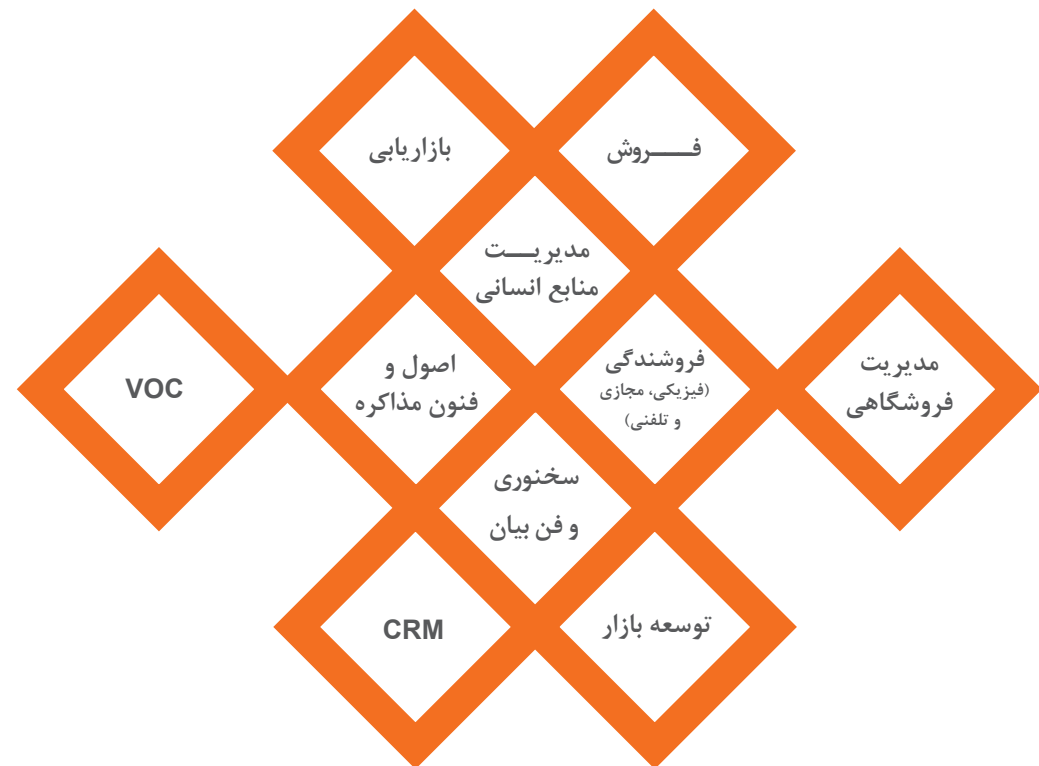 فـــــروش
بازاریابی
مدیریـــت
منابع انسانی
مدیریت
فروشگاهی
فروشندگی
(فیزیکی، مجازی
و تلفنی)
اصول و
فنون مذاکره
VOC
سخنوری
و فن بیان
توسعه بازار
CRM